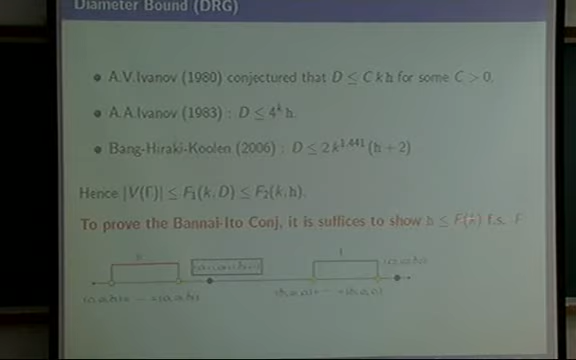 Diameter Bound (DRG)
A.V.Ivanov (1980) conjectured that D ≤ C k h for some C > 0.
A.A.Ivanov (1983) : D ≤ 4^k h.
Bang-Hiraki-Koolen (2006) : D ≤ 2 k^1.441 (h + 2)
Hence |V(Γ)| ≤ F₁(k, D) ≤ F₂(k, h).
To prove the Bannai-Ito Conj, it is suffices to show h ≤ F(k) f.s. F